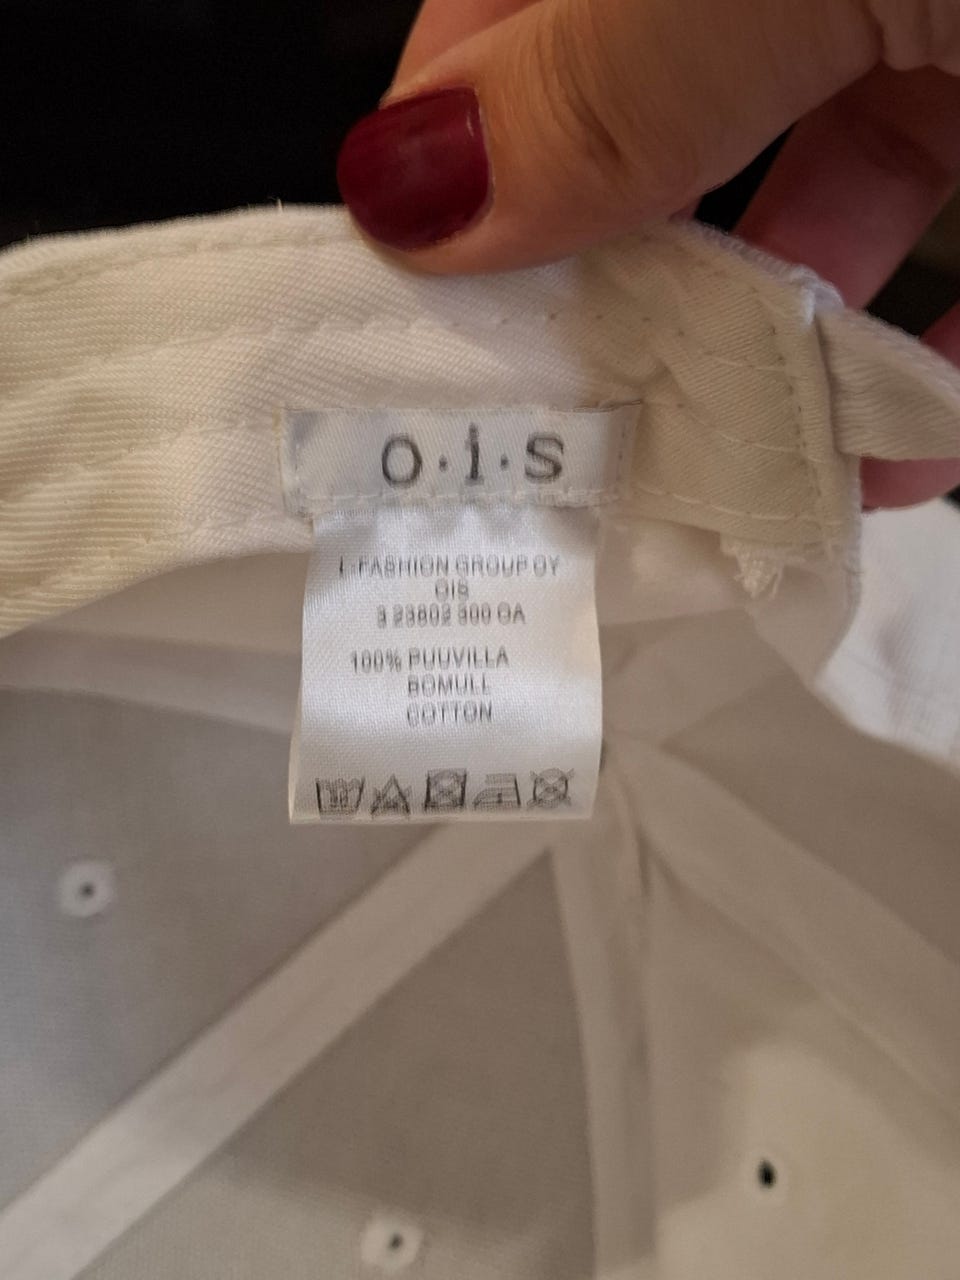 o.i.s
L-FASHION GROUP OY
OIS
3 23802 300 OA
100% PUUVILLA
BOMULL
COTTON